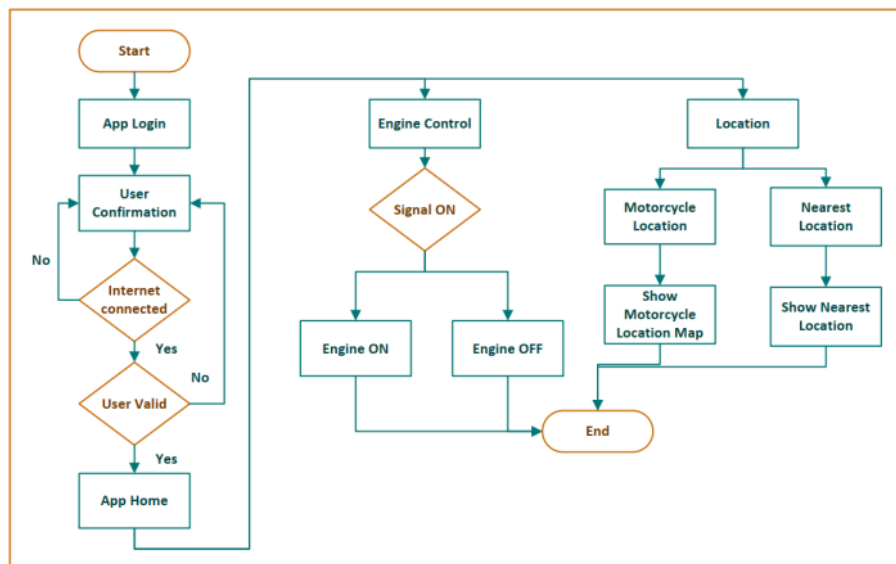 Start
App Login
User
Confirmation
No
Internet
connected
Yes
No
User Valid
Yes
App Home
Engine Control
Signal ON
Engine ON
Engine OFF
Location
Motorcycle
Location
Nearest
Location
Show
Motorcycle
Location Map
Show Nearest
Location
End